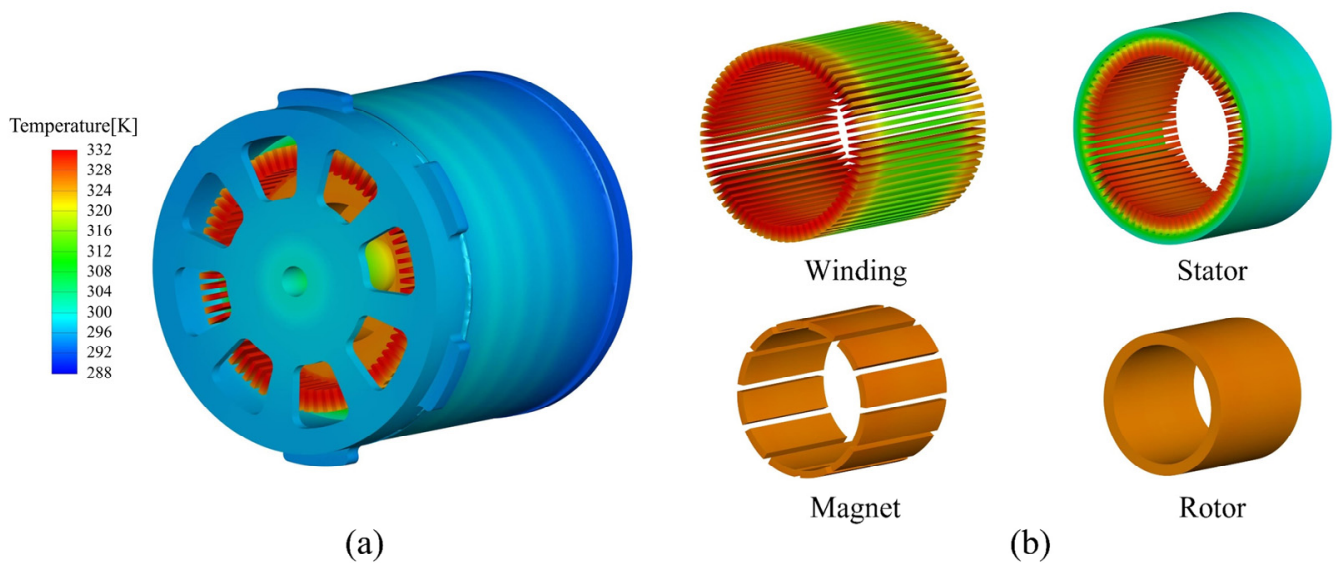 Temperature[K]
332
328
324
320
316
312
308
304
300
296
292
288
Winding
Stator
Magnet
Rotor
(a)
(b)